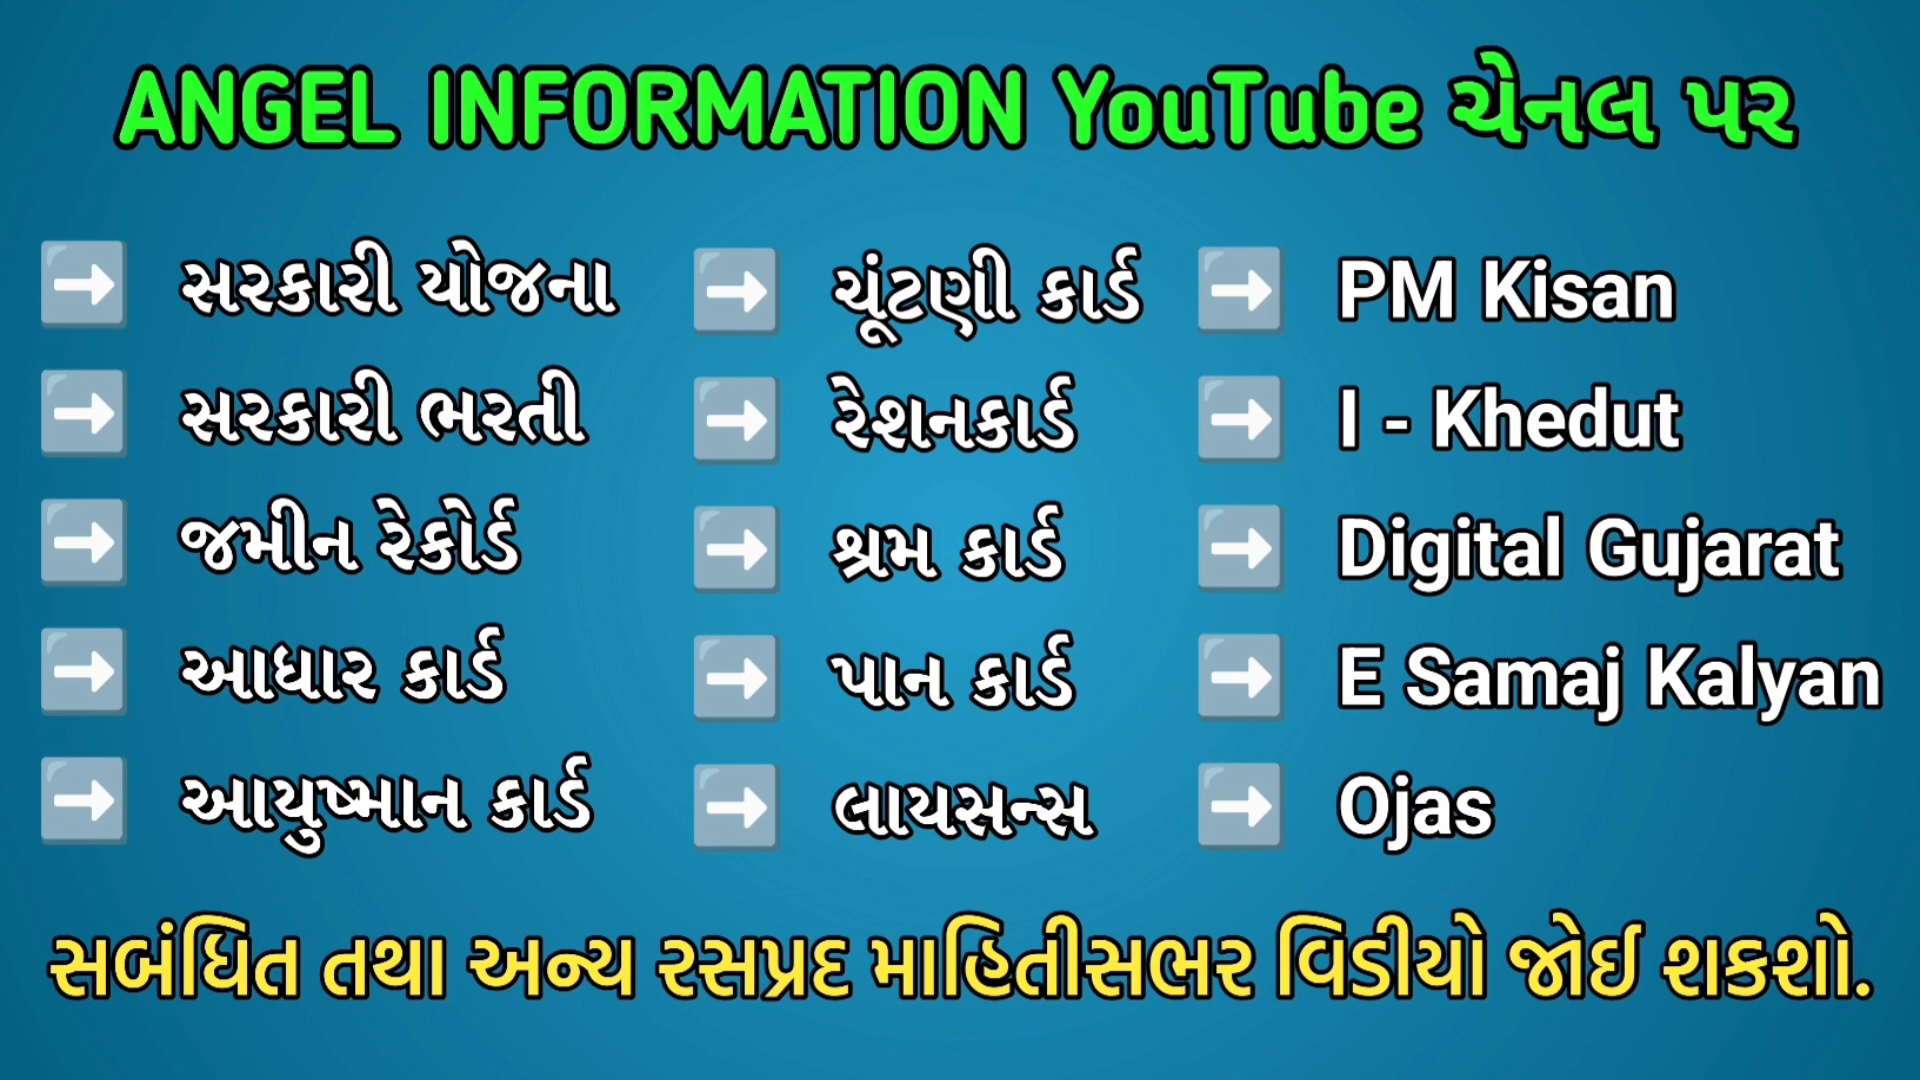 ANGEL INFORMATION YouTube ચેનલ પર
સરકારી યોજના
સરકારી ભરતી
જમીન રેકોર્ડ
આધાર કાર્ડ
આયુષ્માન કાર્ડ
ચૂંટણી કાર્ડ
રેશનકાર્ડ
શ્રમ કાર્ડ
પાન કાર્ડ
લાયસન્સ
PM Kisan
I - Khedut
Digital Gujarat
E Samaj Kalyan
Ojas
સબંધિત તથા અન્ય રસપ્રદ માહિતીસભર વિડીયો જોઈ શકશો.